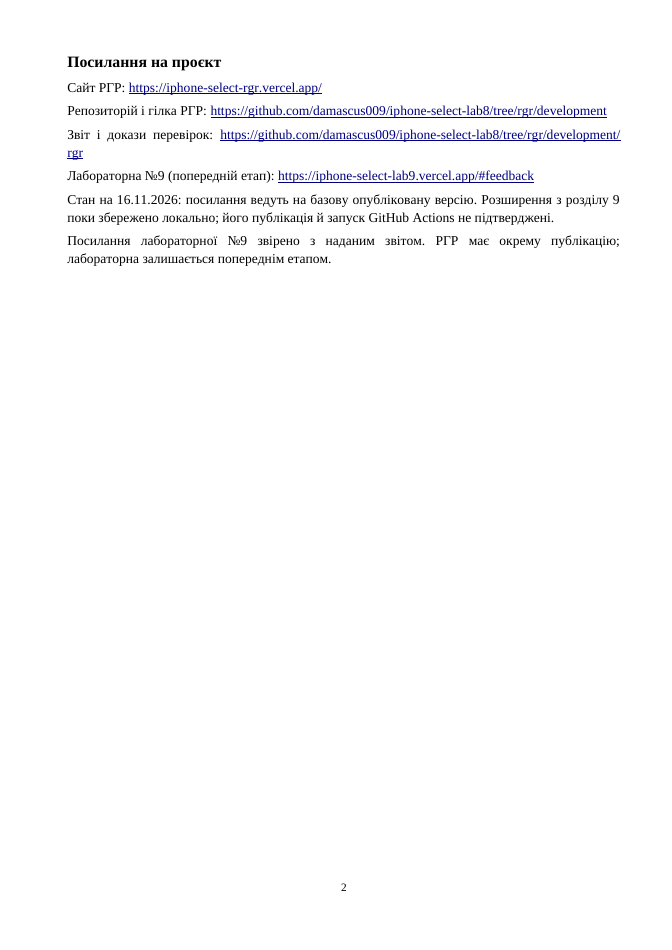 Посилання на проєкт
Сайт РГР: https://iphone-select-rgr.vercel.app/
Репозиторій і гілка РГР: https://github.com/damascus009/iphone-select-lab8/tree/rgr/development
Звіт і докази перевірок: https://github.com/damascus009/iphone-select-lab8/tree/rgr/development/
rgr
Лабораторна №9 (попередній етап): https://iphone-select-lab9.vercel.app/#feedback
Стан на 16.11.2026: посилання ведуть на базову опубліковану версію. Розширення з розділу 9
поки збережено локально; його публікація й запуск GitHub Actions не підтверджені.
Посилання лабораторної №9 звірено з наданим звітом. РГР має окрему публікацію;
лабораторна залишається попереднім етапом.
2